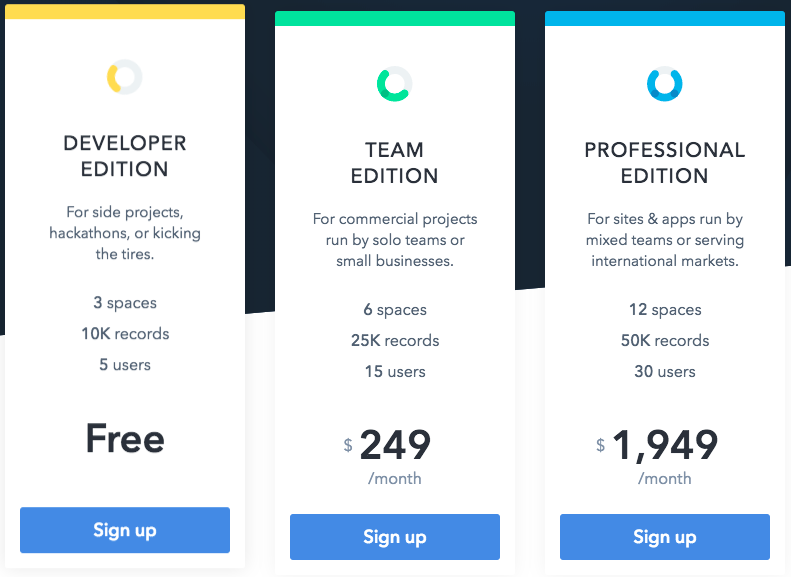 DEVELOPER
EDITION
For side projects,
hackathons, or kicking
the tires.
3 spaces
10K records
5 users
Free
Sign up
TEAM
EDITION
For commercial projects
run by solo teams or
small businesses.
6 spaces
25K records
15 users
$ 249
/month
Sign up
PROFESSIONAL
EDITION
For sites & apps run by
mixed teams or serving
international markets.
12 spaces
50K records
30 users
$ 1,949
/month
Sign up